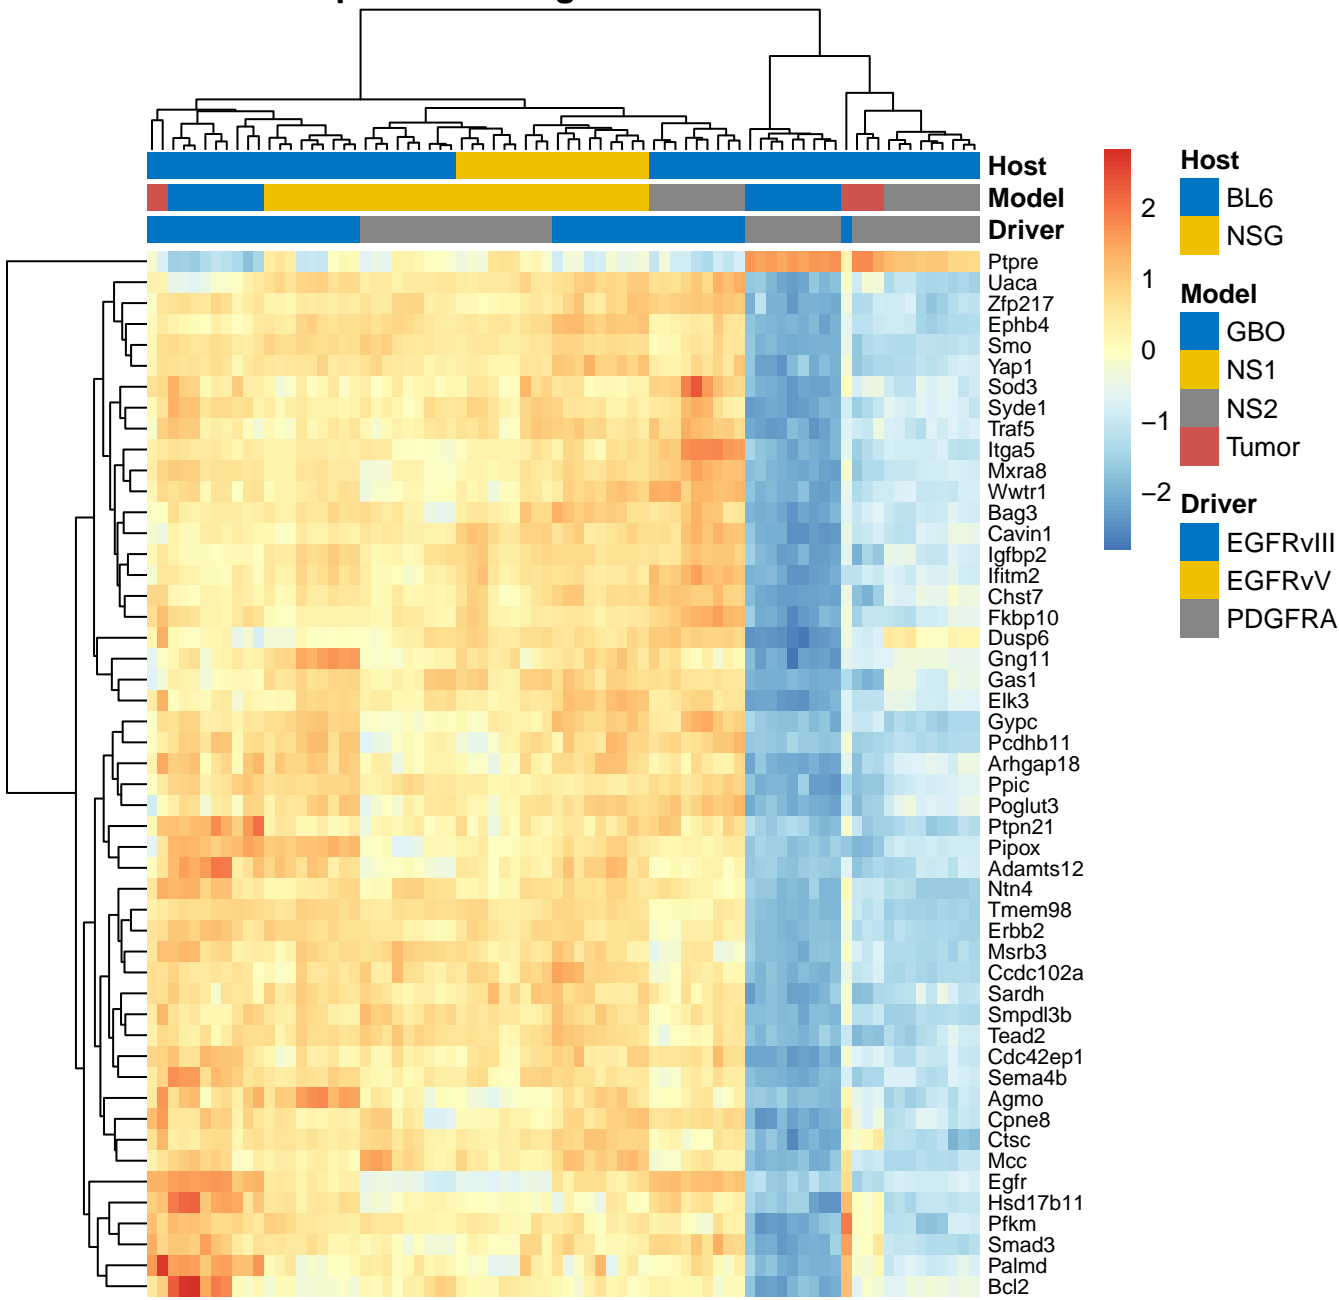 Host
Model
Driver
Ptpre
Uaca
Zfp217
Ephb4
Smo
Yap1
Sod3
Syde1
Traf5
Itga5
Mxra8
Wwtr1
Bag3
Cavin1
Igfbp2
Ifitm2
Chst7
Fkbp10
Dusp6
Gng11
Gas1
Elk3
Gypc
Pcdhb11
Arhgap18
Ppic
Poglut3
Ptpn21
Pipox
Adamts12
Ntn4
Tmem98
Erbb2
Msrb3
Ccdc102a
Sardh
Smpdl3b
Tead2
Cdc42ep1
Sema4b
Agmo
Cpne8
Ctsc
Mcc
Egfr
Hsd17b11
Pfkm
Smad3
Palmd
Bcl2
2
1
0
−1
−2
Host
BL6
NSG
Model
GBO
NS1
NS2
Tumor
Driver
EGFRvIII
EGFRvV
PDGFRA